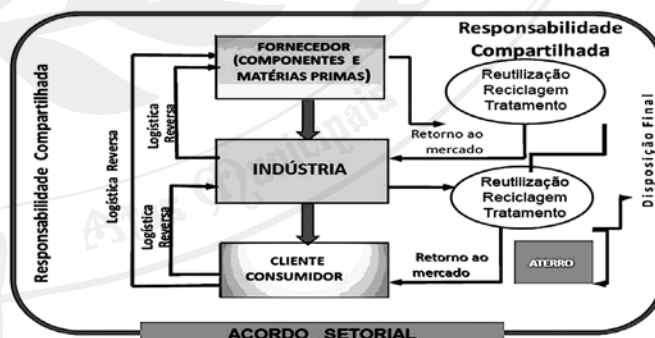 Responsabilidade
Compartilhada
FORNECEDOR
(COMPONENTES E
MATÉRIAS PRIMAS)
Reutilização
Reciclagem
Tratamento
Responsabilidade Compartilhada
Logística Reversa
Logística
Reversa
Retorno ao
mercado
INDÚSTRIA
Reutilização
Reciclagem
Tratamento
Disposição Final
Logística
Reversa
CLIENTE
CONSUMIDOR
Retorno ao
mercado
ATERRO
ACORDO SETORIAL